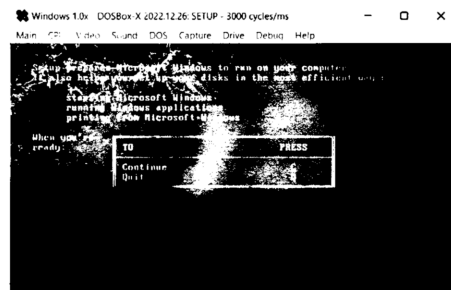 Windows 1.0x DOSBox-X 2022.12.26: SETUP - 3000 cycles/ms
Main CPU Video Sound DOS Capture Drive Debug Help
Setup prepares Microsoft Windows to run on your computer
It also helps you set up your disks in the most efficient way
starting Microsoft Windows
running Windows applications
printing from Microsoft Windows
When you
ready:
TO PRESS
Continue
Quit